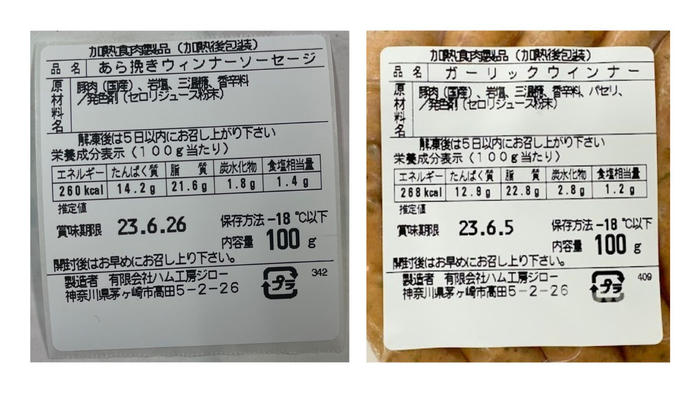 加熱食肉製品 (加熱後包装)
品名 あら挽きウィンナーソーセージ
原材料名 豚肉(国産)、岩塩、三温糖、香辛料
/発色剤(セロリジュース粉末)
解凍後は5日以内にお召し上がり下さい
栄養成分表示(100g当たり)
エネルギー たんぱく質 脂質 炭水化物 食塩相当量
260kcal 14.2g 21.6g 1.8g 1.4g
推定値
賞味期限 23.6.26 保存方法-18℃以下
内容量 100g
開封後はお早めにお召し上り下さい。
製造者 有限会社ハム工房ジロー 342
神奈川県茅ヶ崎市高田5-2-26 プラ
加熱食肉製品 (加熱後包装)
品名 ガーリックウインナー
原材料名 豚肉(国産)、岩塩、三温糖、香辛料、パセリ、
/発色剤(セロリジュース粉末)
解凍後は5日以内にお召し上がり下さい
栄養成分表示(100g当たり)
エネルギー たんぱく質 脂質 炭水化物 食塩相当量
268kcal 12.9g 22.8g 2.8g 1.2g
推定値
賞味期限 23.6.5 保存方法-18℃以下
内容量 100g
開封後はお早めにお召し上り下さい。
製造者 有限会社ハム工房ジロー 409
神奈川県茅ヶ崎市高田5-2-26 プラ